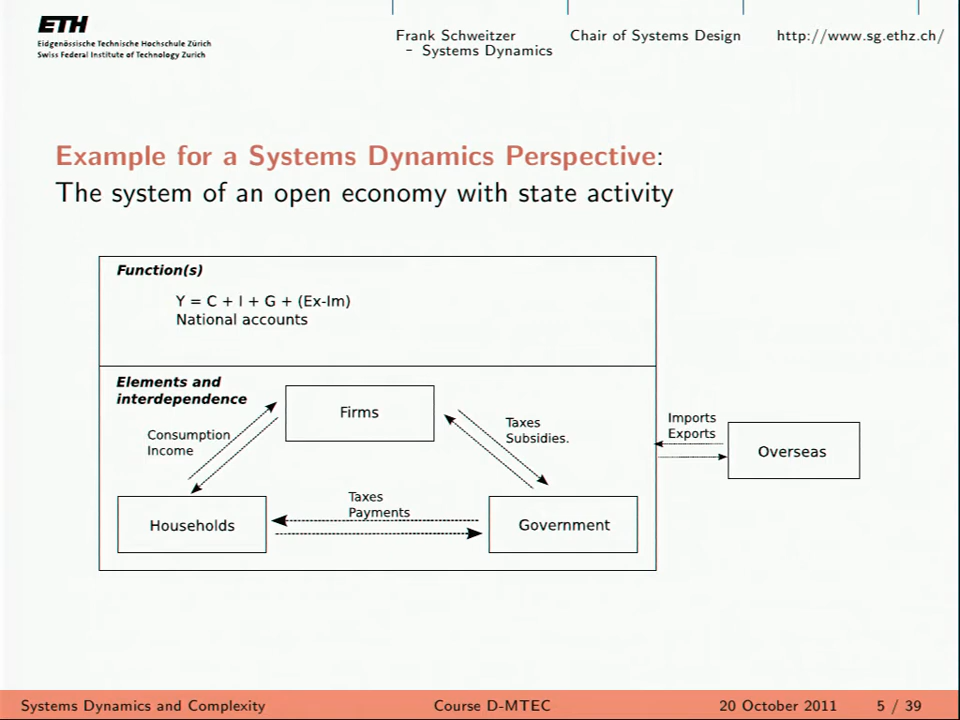 ETH
Eidgenössische Technische Hochschule Zürich
Swiss Federal Institute of Technology Zurich
Frank Schweitzer
– Systems Dynamics
Chair of Systems Design
http://www.sg.ethz.ch/
Example for a Systems Dynamics Perspective:
The system of an open economy with state activity
Function(s)
Y = C + I + G + (Ex-Im)
National accounts
Elements and
interdependence
Firms
Consumption
Income
Taxes
Subsidies.
Imports
Exports
Overseas
Taxes
Payments
Households
Government
Systems Dynamics and Complexity
Course D-MTEC
20 October 2011
5 / 39